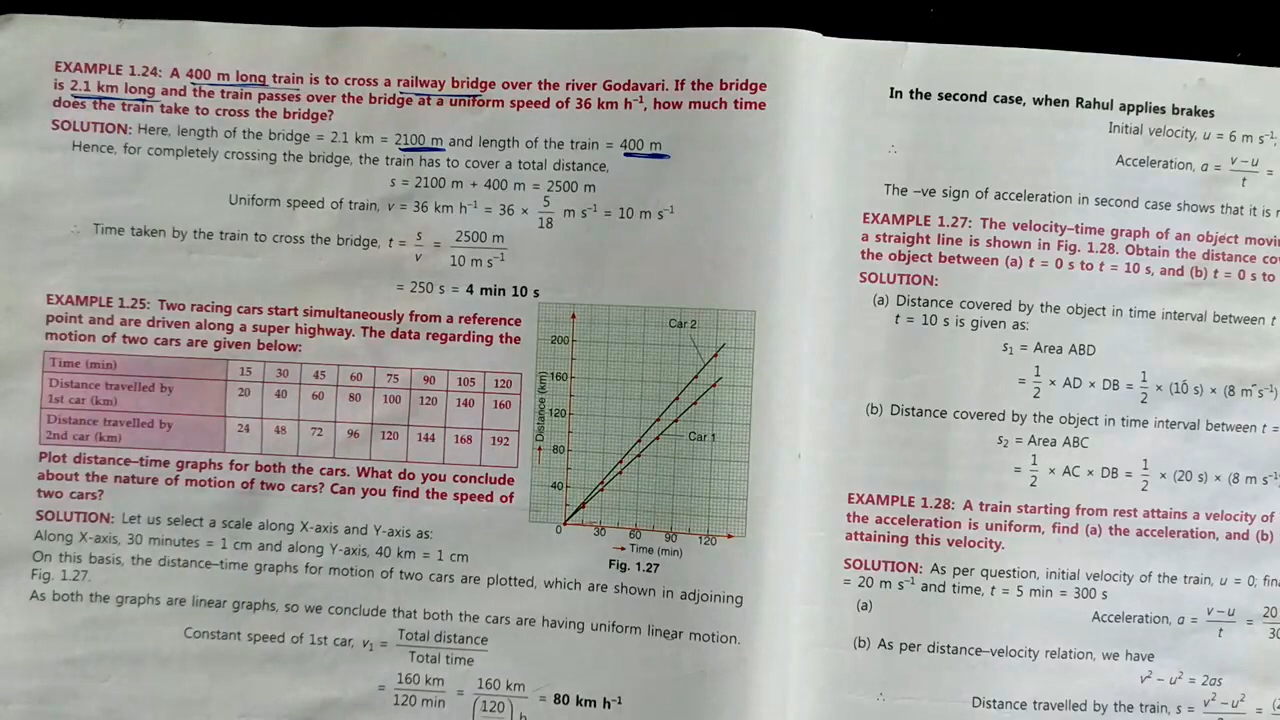 EXAMPLE 1.24: A 400 m long train is to cross a railway bridge over the river Godavari. If the bridge
is 2.1 km long and the train passes over the bridge at a uniform speed of 36 km h⁻¹, how much time
does the train take to cross the bridge?
SOLUTION: Here, length of the bridge = 2.1 km = 2100 m and length of the train = 400 m
Hence, for completely crossing the bridge, the train has to cover a total distance,
s = 2100 m + 400 m = 2500 m
Uniform speed of train, v = 36 km h⁻¹ = 36 × 5/18 m s⁻¹ = 10 m s⁻¹
∴ Time taken by the train to cross the bridge, t = s/v = 2500 m/10 m s⁻¹
= 250 s = 4 min 10 s
EXAMPLE 1.25: Two racing cars start simultaneously from a reference
point and are driven along a super highway. The data regarding the
motion of two cars are given below:
Time (min) 15 30 45 60 75 90 105 120
Distance travelled by
1st car (km) 20 40 60 80 100 120 140 160
Distance travelled by
2nd car (km) 24 48 72 96 120 144 168 192
Plot distance–time graphs for both the cars. What do you conclude
about the nature of motion of two cars? Can you find the speed of
two cars?
SOLUTION: Let us select a scale along X-axis and Y-axis as:
Along X-axis, 30 minutes = 1 cm and along Y-axis, 40 km = 1 cm
On this basis, the distance–time graphs for motion of two cars are plotted, which are shown in adjoining
Fig. 1.27.
As both the graphs are linear graphs, so we conclude that both the cars are having uniform linear motion.
Constant speed of 1st car, v₁ = Total distance/Total time
= 160 km/120 min = 160 km/(120) h = 80 km h⁻¹
Car 2
200
160
120
80
40
Distance (km)
Car 1
0 30 60 90 120
Time (min)
Fig. 1.27
In the second case, when Rahul applies brakes
Initial velocity, u = 6 m s⁻¹,
∴ Acceleration, a = v–u/t =
The –ve sign of acceleration in second case shows that it is
EXAMPLE 1.27: The velocity–time graph of an object
a straight line is shown in Fig. 1.28. Obtain the distance
the object between (a) t = 0 s to t = 10 s, and (b) t = 0 s to
SOLUTION:
(a) Distance covered by the object in time interval between t
t = 10 s is given as:
s₁ = Area ABD
= 1/2 × AD × DB = 1/2 × (10 s) × (8 m s⁻¹)
(b) Distance covered by the object in time interval between t =
s₂ = Area ABC
= 1/2 × AC × DB = 1/2 × (20 s) × (8 m s⁻¹
EXAMPLE 1.28: A train starting from rest attains a velocity of
the acceleration is uniform, find (a) the acceleration, and (b)
attaining this velocity.
SOLUTION: As per question, initial velocity of the train, u = 0;
= 20 m s⁻¹ and time, t = 5 min = 300 s
(a) Acceleration, a = v–u/t =
(b) As per distance–velocity relation, we have
v² – u² = 2as
∴ Distance travelled by the train, s = v² – u² =